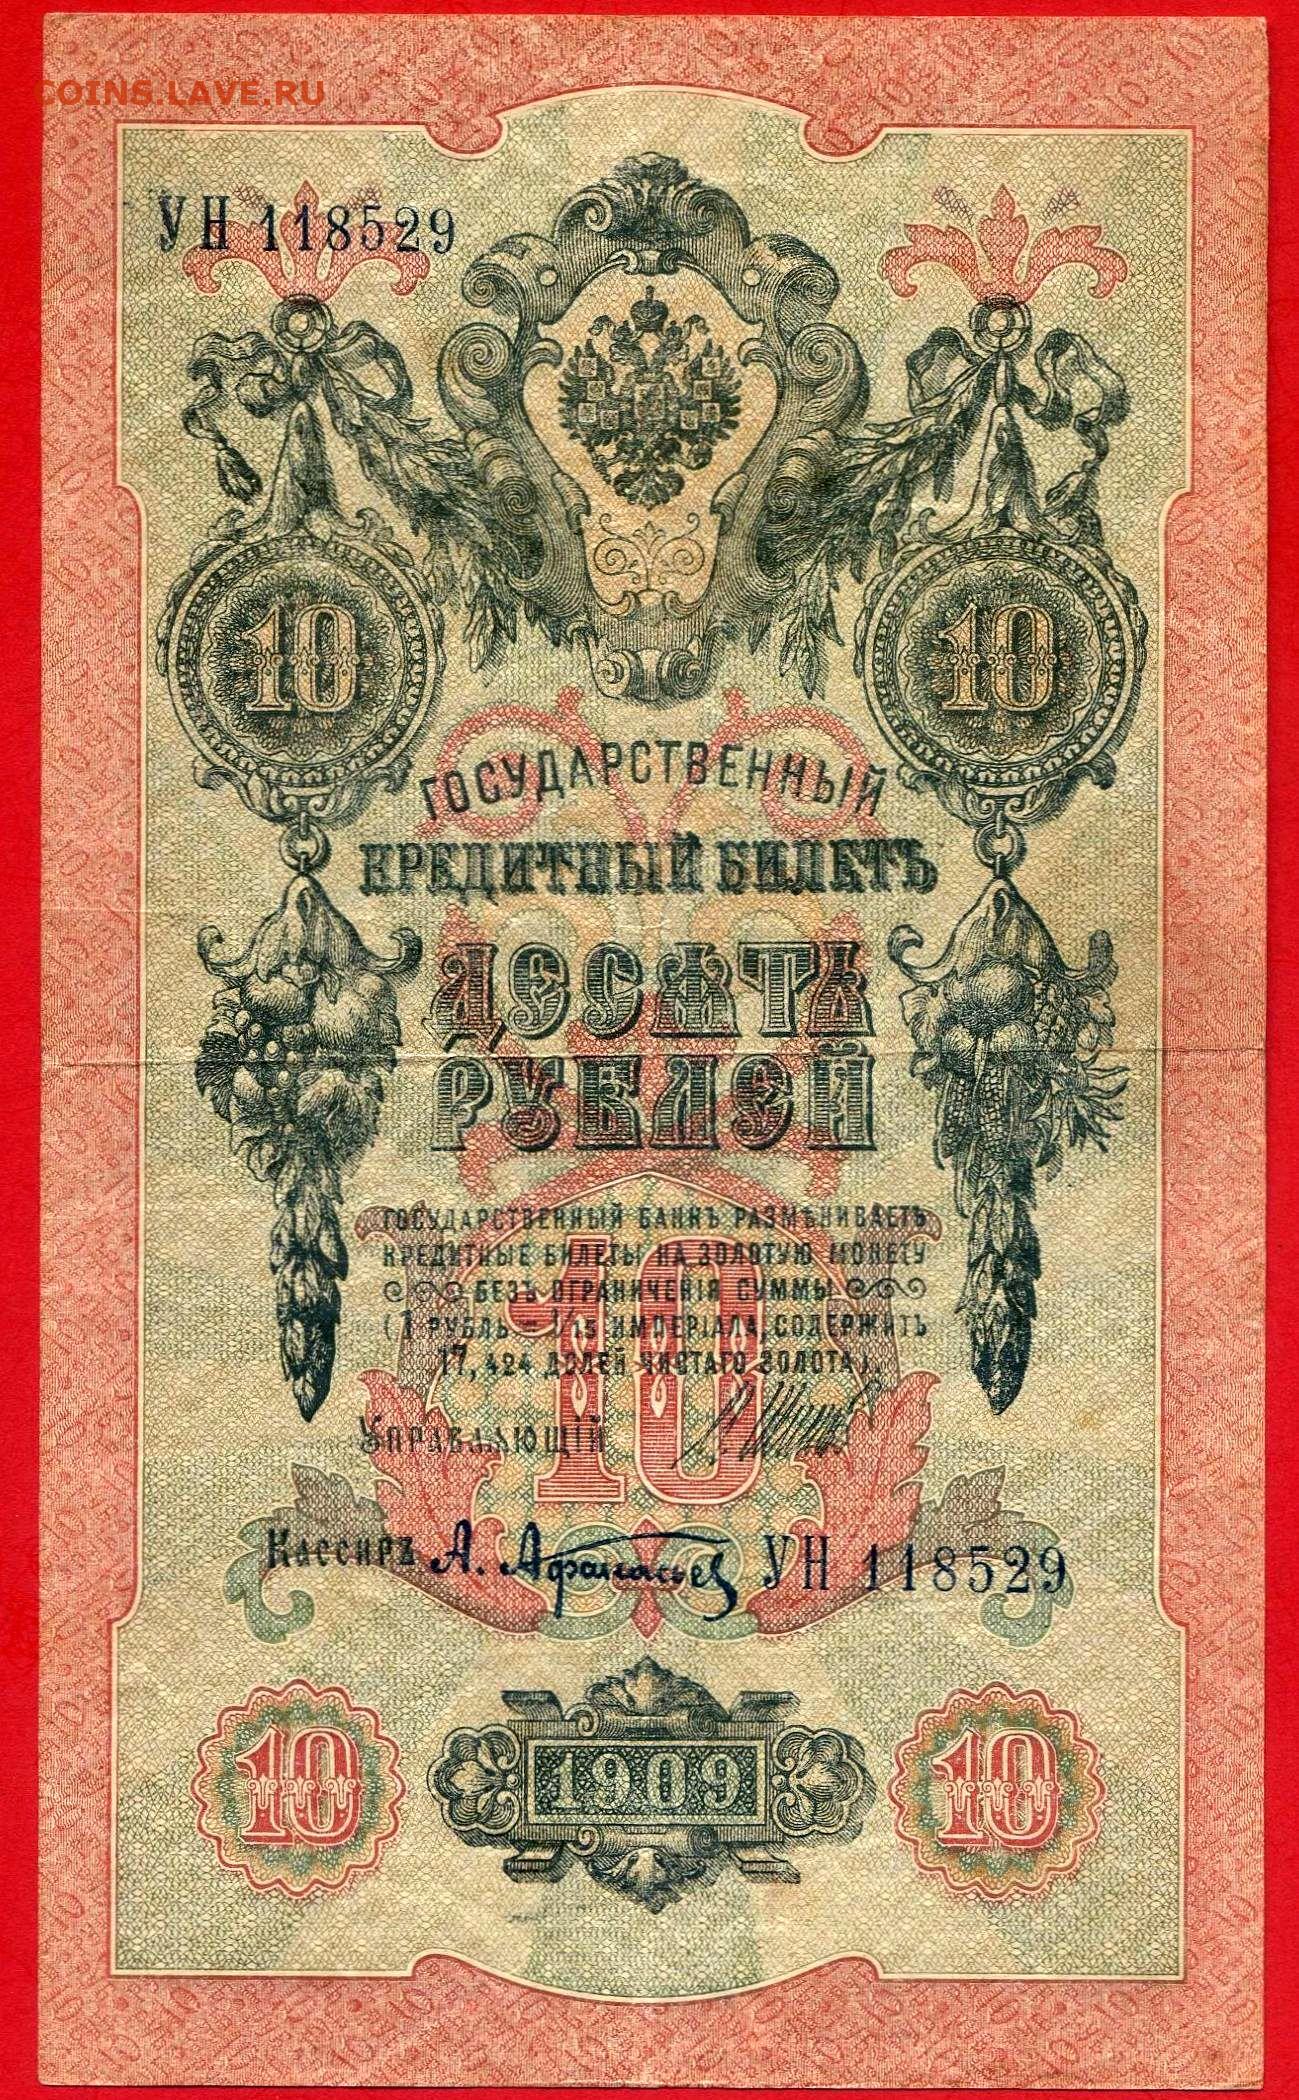 COINS.LAVE.RU
УН 118529
10 10
ГОСУДАРСТВЕННЫЙ
КРЕДИТНЫЙ БИЛЕТЪ
ДЕСЯТЬ
РУБЛЕЙ
ГОСУДАРСТВЕННЫЙ БАНКЪ РАЗМѢНИВАЕТЪ
КРЕДИТНЫЕ БИЛЕТЫ НА ЗОЛОТУЮ МОНЕТУ
БЕЗЪ ОГРАНИЧЕНІЯ СУММЫ
(1 РУБЛЬ = 1/15 ИМПЕРІАЛА, СОДЕРЖИТЪ
17,424 ДОЛЕЙ ЧИСТАГО ЗОЛОТА).
10
УПРАВЛЯЮЩІЙ
КАССИРЪ А. Афанасьев УН 118529
10 1909 10